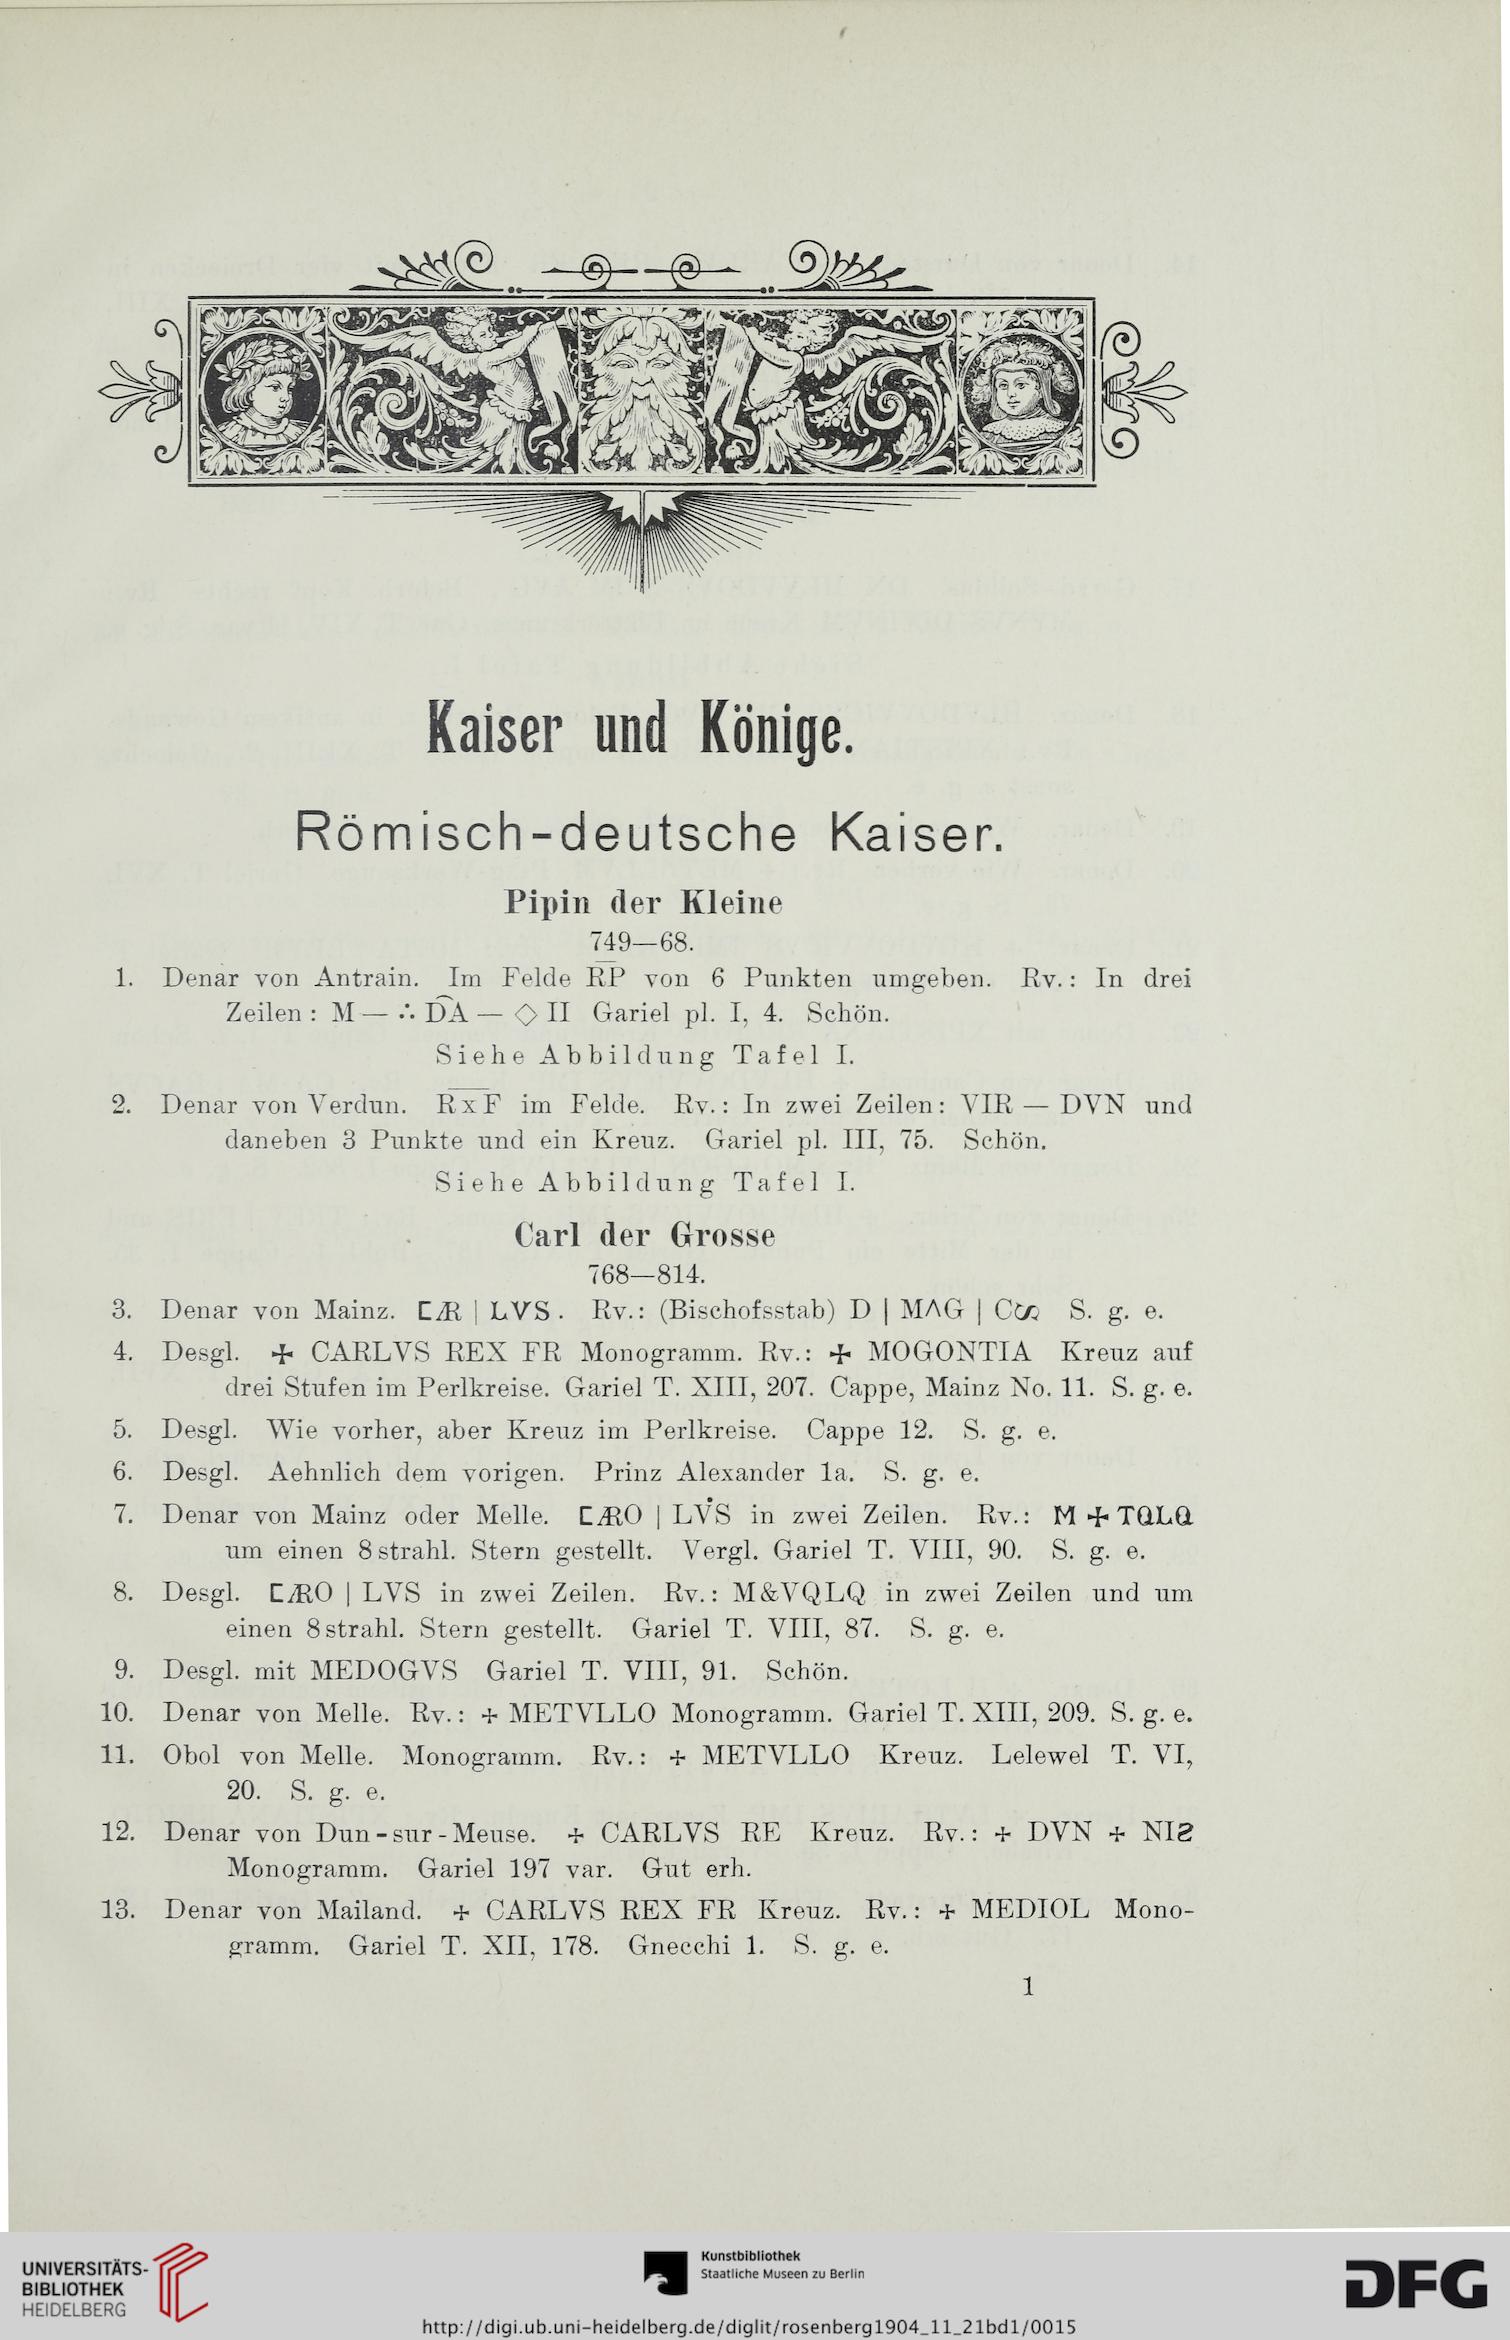 Kaiser und Könige.
Römisch-deutsche Kaiser.
Pipin der Kleine
749—68.
1. Denar von Antrain. Im Felde R̅P̅ von 6 Punkten umgeben. Rv.: In drei
Zeilen: M — ∴ D͡A — ◇ II Gariel pl. I, 4. Schön.
Siehe Abbildung Tafel I.
2. Denar von Verdun. R̅x̅F̅ im Felde. Rv.: In zwei Zeilen: VIR — DVN und
daneben 3 Punkte und ein Kreuz. Gariel pl. III, 75. Schön.
Siehe Abbildung Tafel I.
Carl der Grosse
768—814.
3. Denar von Mainz. [ÆR | LVS. Rv.: (Bischofsstab) D | MΛG | S. g. e.
4. Desgl. ✢ CARLVS REX FR Monogramm. Rv.: ✢ MOGONTIA Kreuz auf
drei Stufen im Perlkreise. Gariel T. XIII, 207. Cappe, Mainz No. 11. S. g. e.
5. Desgl. Wie vorher, aber Kreuz im Perlkreise. Cappe 12. S. g. e.
6. Desgl. Aehnlich dem vorigen. Prinz Alexander 1a. S. g. e.
7. Denar von Mainz oder Melle. [ÆRO | LV̇S in zwei Zeilen. Rv.: M ✢ TQLQ
um einen 8strahl. Stern gestellt. Vergl. Gariel T. VIII, 90. S. g. e.
8. Desgl. [ÆRO | LVS in zwei Zeilen. Rv.: M&VQLQ in zwei Zeilen und um
einen 8strahl. Stern gestellt. Gariel T. VIII, 87. S. g. e.
9. Desgl. mit MEDOGVS Gariel T. VIII, 91. Schön.
10. Denar von Melle. Rv.: ✢ METVLLO Monogramm. Gariel T. XIII, 209. S. g. e.
11. Obol von Melle. Monogramm. Rv.: ✢ METVLLO Kreuz. Lelewel T. VI,
20. S. g. e.
12. Denar von Dun-sur-Meuse. ✢ CARLVS RE Kreuz. Rv.: ✢ DVN ✢ NIƧ
Monogramm. Gariel 197 var. Gut erh.
13. Denar von Mailand. ✢ CARLVS REX FR Kreuz. Rv.: ✢ MEDIOL Mono-
gramm. Gariel T. XII, 178. Gnecchi 1. S. g. e.
1
UNIVERSITÄTS-
BIBLIOTHEK
HEIDELBERG
Kunstbibliothek
Staatliche Museen zu Berlin
DFG
http://digi.ub.uni-heidelberg.de/diglit/rosenberg1904_11_21bd1/0015